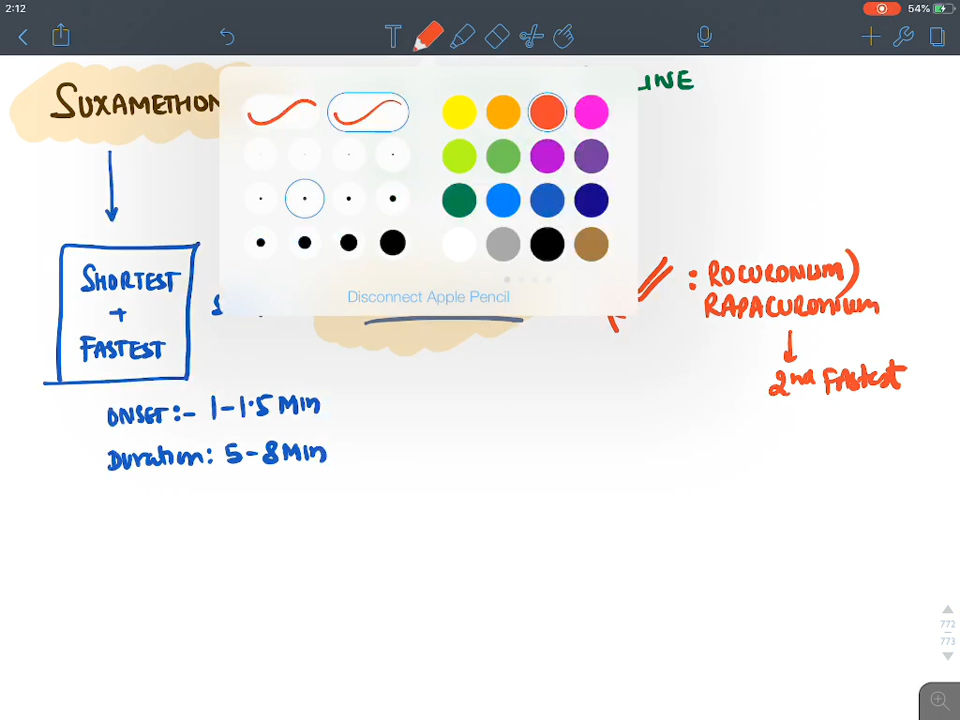 2:12
54%
T
SUXAMETHON
INE
Disconnect Apple Pencil
SHORTEST
+
FASTEST
: ROCURONIUM)
RAPACURONIUM
2nd FAStest
ONSET:- 1-1.5 Min
Duration: 5-8 Min
772
773